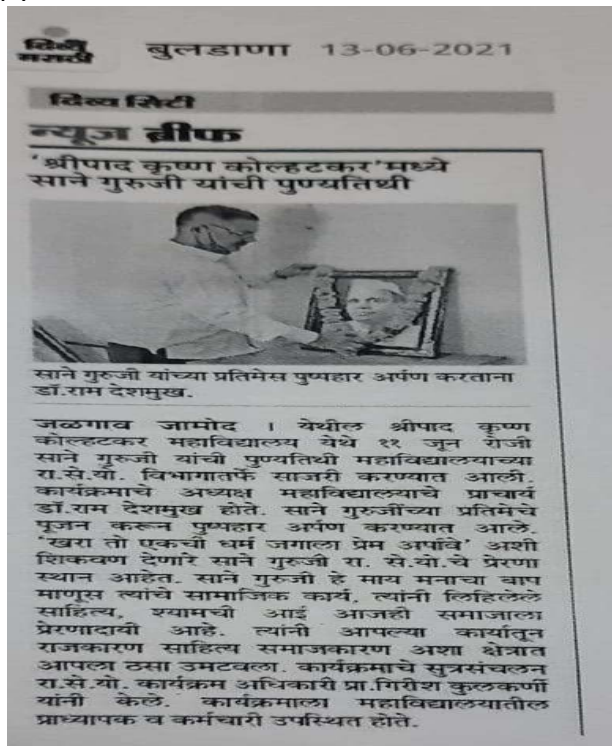 दिव्य मराठी
बुलडाणा 13-06-2021
दिव्य सिटी
न्यूज ब्रीफ
'श्रीपाद कृष्ण कोल्हटकर'मध्ये
साने गुरुजी यांची पुण्यतिथी
साने गुरुजी यांच्या प्रतिमेस पुष्पहार अर्पण करताना
डॉ.राम देशमुख.
जळगाव जामोद । येथील श्रीपाद कृष्ण
कोल्हटकर महाविद्यालय येथे ११ जून रोजी
साने गुरुजी यांची पुण्यतिथी महाविद्यालयाच्या
रा.से.यो. विभागातर्फे साजरी करण्यात आली.
कार्यक्रमाचे अध्यक्ष महाविद्यालयाचे प्राचार्य
डॉ.राम देशमुख होते. साने गुरुजींच्या प्रतिमेचे
पूजन करून पुष्पहार अर्पण करण्यात आले.
'खरा तो एकची धर्म जगाला प्रेम अर्पावे' अशी
शिकवण देणारे साने गुरुजी रा. से.यो.चे प्रेरणा
स्थान आहेत. साने गुरुजी हे माय मनाचा बाप
माणूस त्यांचे सामाजिक कार्य, त्यांनी लिहिलेले
साहित्य, श्यामची आई आजही समाजाला
प्रेरणादायी आहे. त्यांनी आपल्या कार्यातून
राजकारण साहित्य समाजकारण अशा क्षेत्रात
आपला ठसा उमटवला. कार्यक्रमाचे सुत्रसंचलन
रा.से.यो. कार्यक्रम अधिकारी प्रा.गिरीश कुलकर्णी
यांनी केले. कार्यक्रमाला महाविद्यालयातील
प्राध्यापक व कर्मचारी उपस्थित होते.